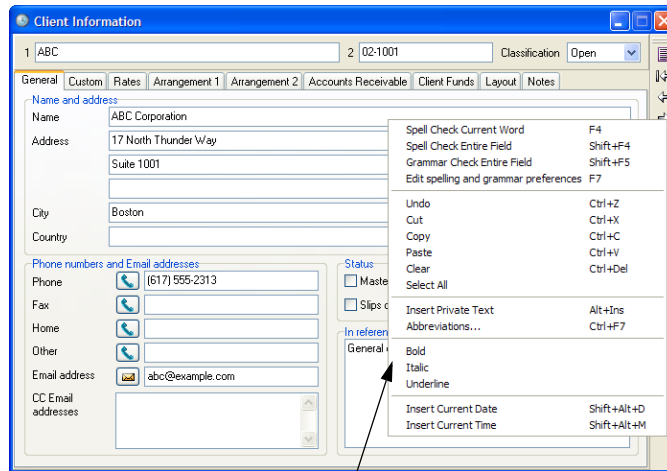 Client Information
1 ABC 2 02-1001 Classification Open
General Custom Rates Arrangement 1 Arrangement 2 Accounts Receivable Client Funds Layout Notes
Name and address
Name ABC Corporation
Address 17 North Thunder Way
Suite 1001
City Boston
Country
Phone numbers and Email addresses
Phone (617) 555-2313
Fax
Home
Other
Email address abc@example.com
CC Email
addresses
Status
Maste
Slips
In referen
General
Spell Check Current Word F4
Spell Check Entire Field Shift+F4
Grammar Check Entire Field Shift+F5
Edit spelling and grammar preferences F7
Undo Ctrl+Z
Cut Ctrl+X
Copy Ctrl+C
Paste Ctrl+V
Clear Ctrl+Del
Select All
Insert Private Text Alt+Ins
Abbreviations... Ctrl+F7
Bold
Italic
Underline
Insert Current Date Shift+Alt+D
Insert Current Time Shift+Alt+M